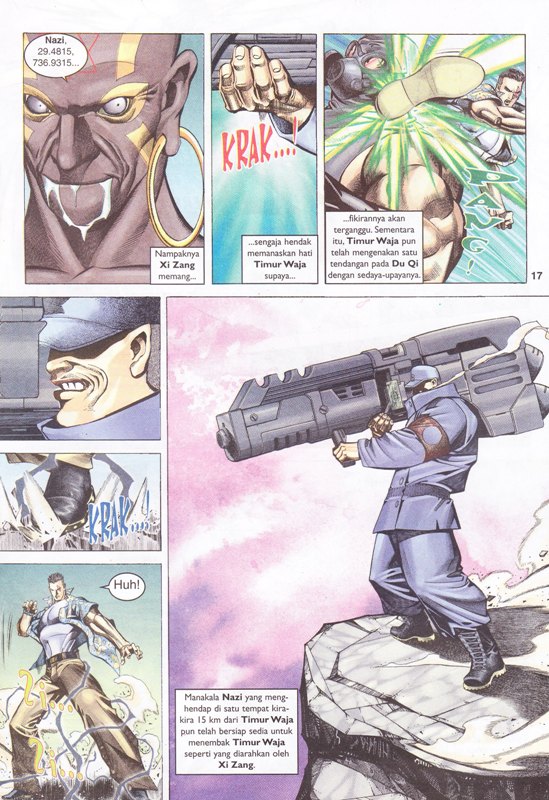 Nazi,
29.4815,
736.9315...
Nampaknya
Xi Zang
memang...
KRAK...!
...sengaja hendak
memanaskan hati
Timur Waja
supaya...
PANG!
...fikirannya akan
terganggu. Sementara
itu, Timur Waja pun
telah mengenakan satu
tendangan pada Du Qi
dengan sedaya-upayanya.
17
KRAK...!
Huh!
Zi...
Zi...
Manakala Nazi yang meng-
hendap di satu tempat kira-
kira 15 km dari Timur Waja
pun telah bersiap sedia untuk
menembak Timur Waja
seperti yang diarahkan oleh
Xi Zang.